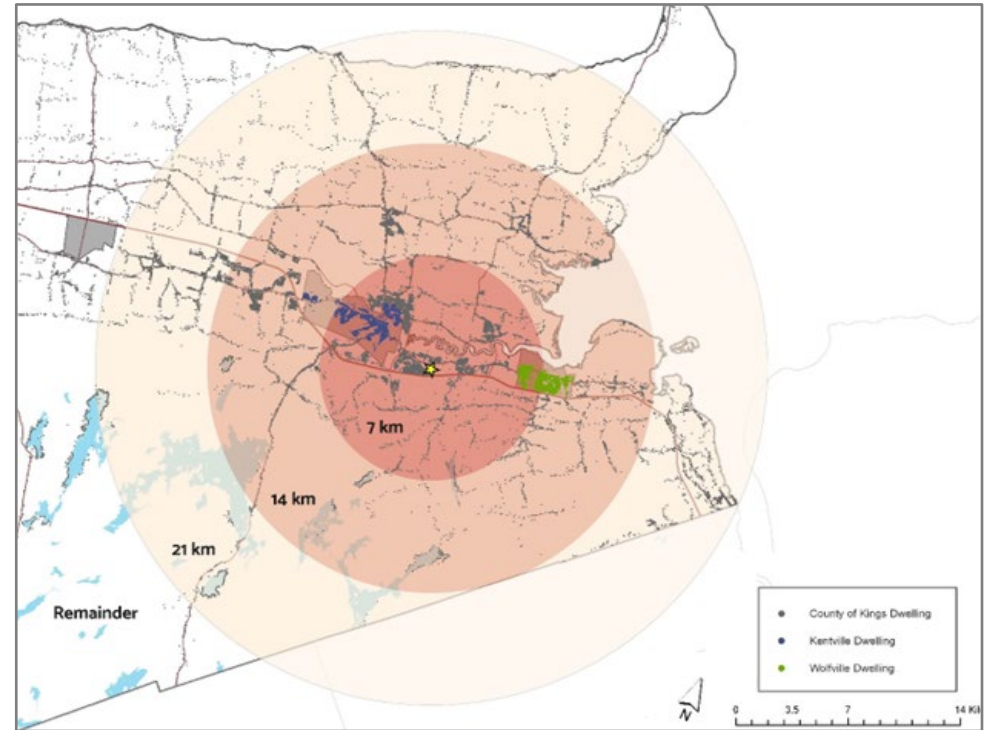 7 km
14 km
21 km
Remainder
County of Kings Dwelling
Kentville Dwelling
Wolfville Dwelling
N
0 3.5 7 14 Kil